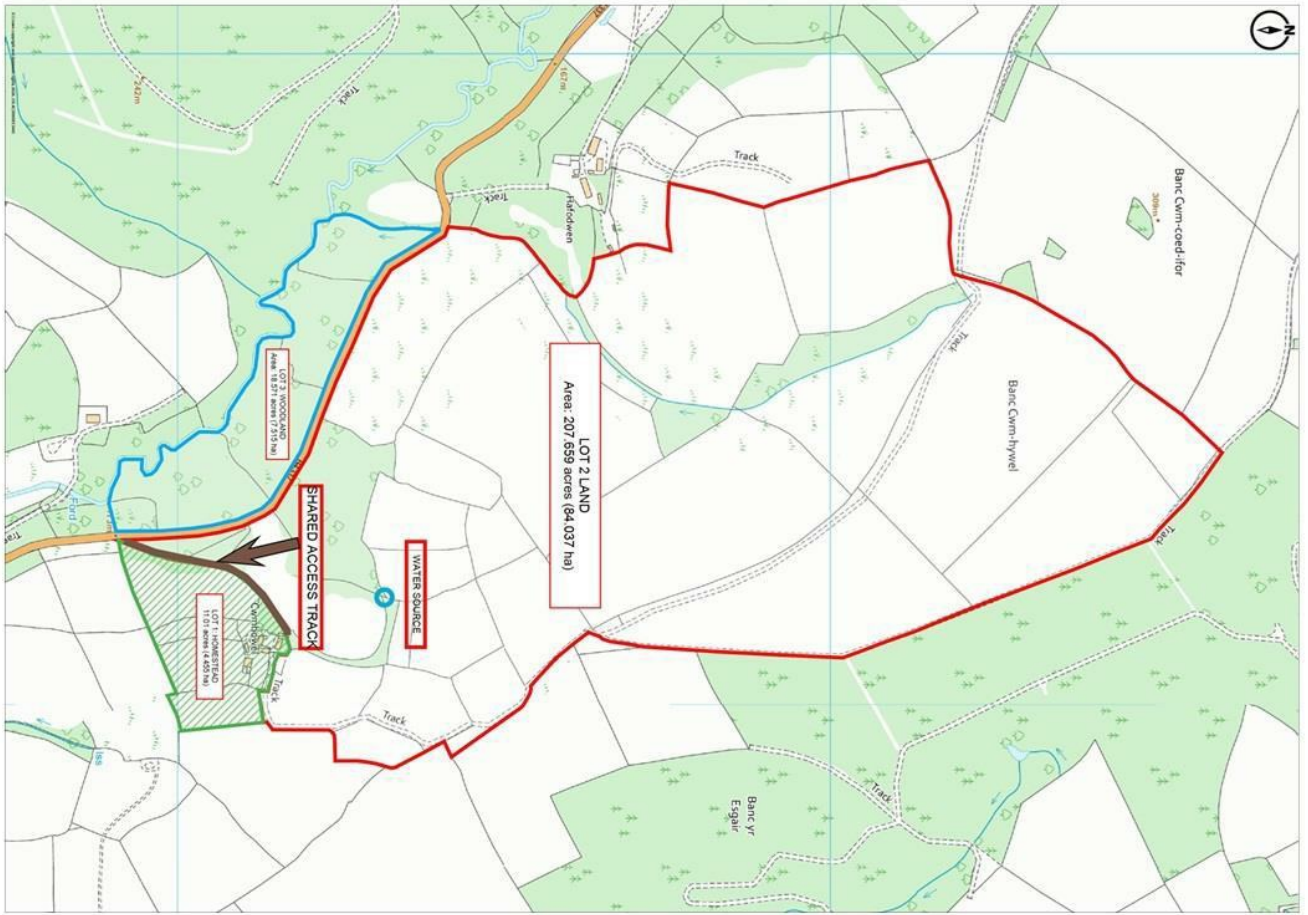 N
Banc Cwm-coed-ifor
309m
Banc Cwm-hywel
Track
Track
Track
Hafodwen
Track
167m
Track
242m
LOT 2 LAND
Area: 207.659 acres (84.037 ha)
WATER SOURCE
SHARED ACCESS TRACK
LOT 3: WOODLAND
Area: 18.571 acres (7.515 ha)
LOT 1: HOMESTEAD
11.01 acres (4.455 ha)
Track
Track
Ford
Iss
Banc yr
Esgair
Track